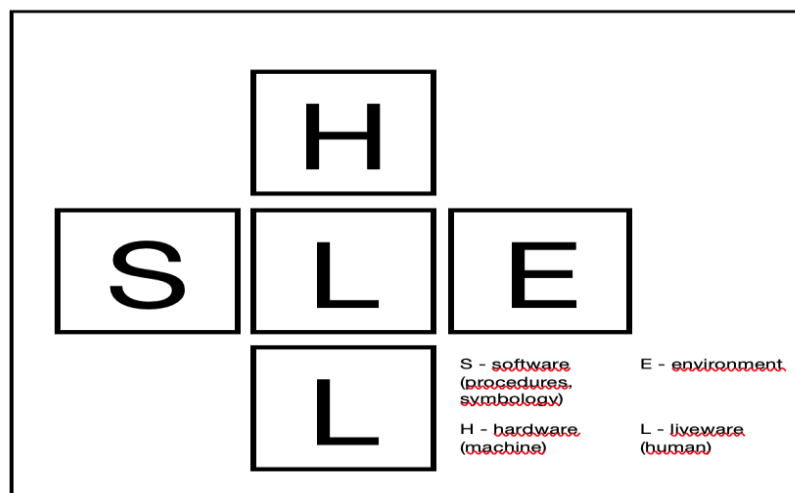 H
S L E
L
S - software
(procedures,
symbology)
E - environment
H - hardware
(machine)
L - liveware
(human)